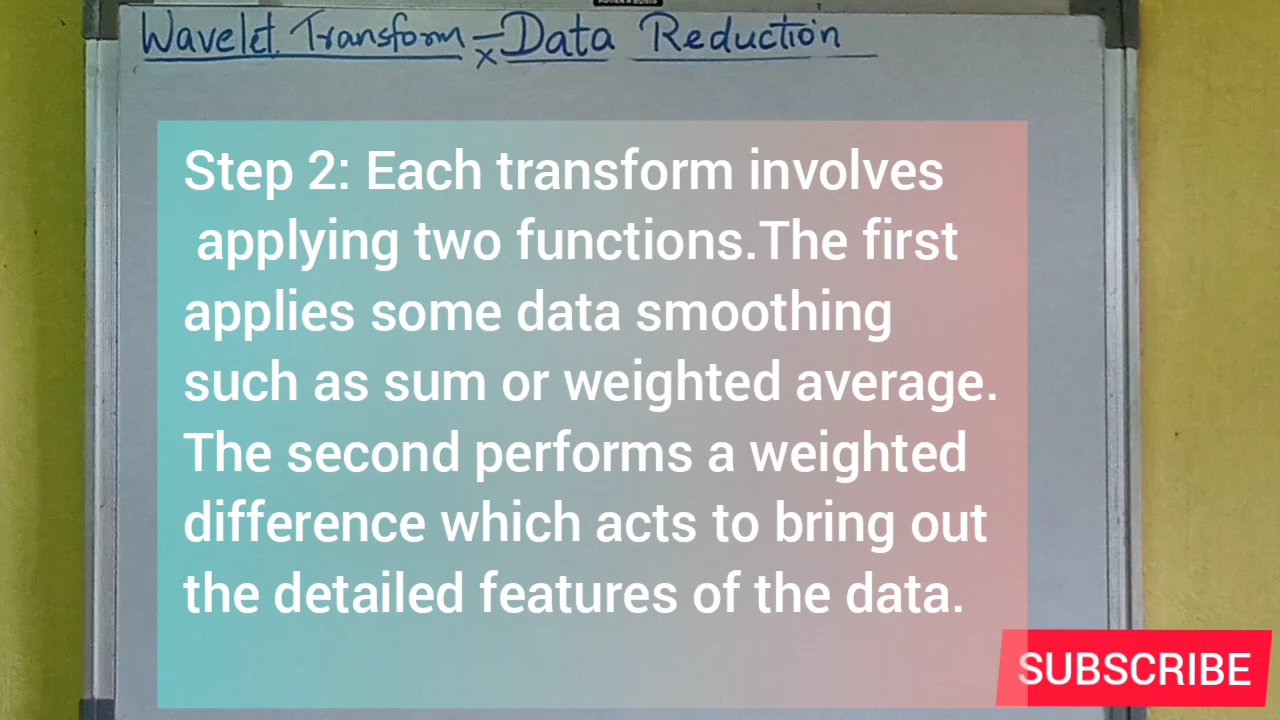 Wavelet Transform - Data Reduction
x
Step 2: Each transform involves
applying two functions.The first
applies some data smoothing
such as sum or weighted average.
The second performs a weighted
difference which acts to bring out
the detailed features of the data.
SUBSCRIBE